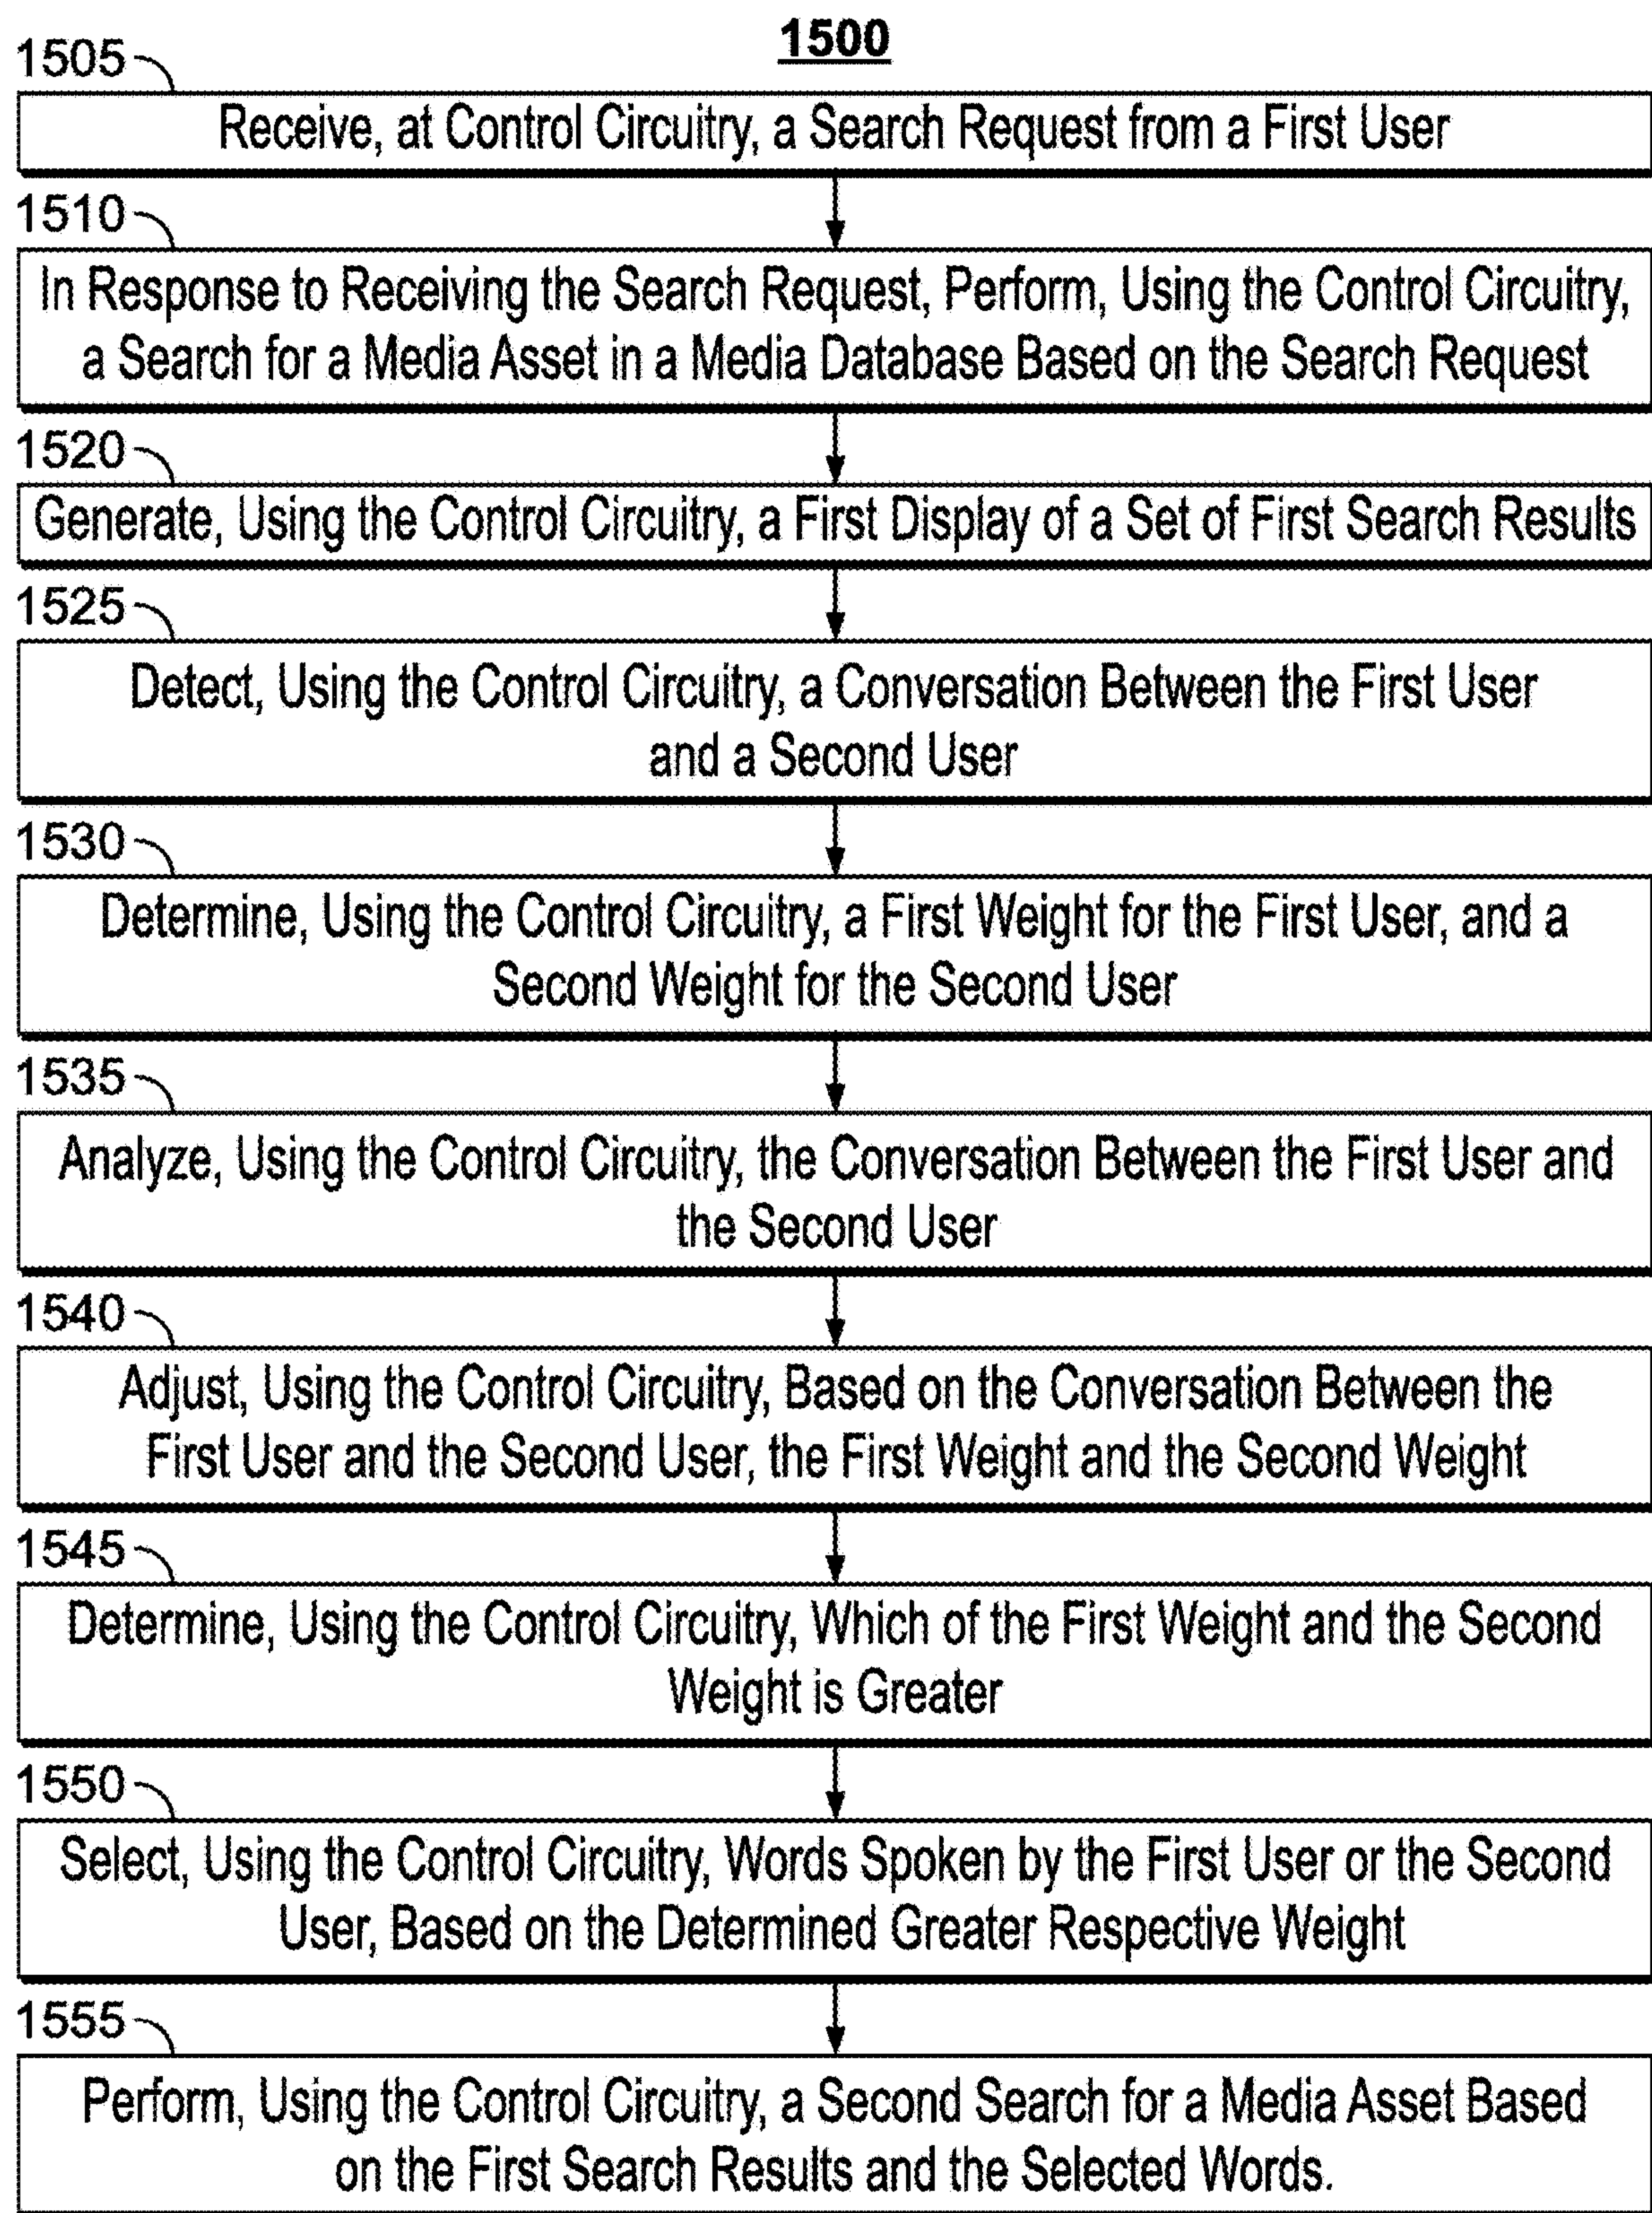 1500
1505
Receive, at Control Circuitry, a Search Request from a First User
1510
In Response to Receiving the Search Request, Perform, Using the Control Circuitry,
a Search for a Media Asset in a Media Database Based on the Search Request
1520
Generate, Using the Control Circuitry, a First Display of a Set of First Search Results
1525
Detect, Using the Control Circuitry, a Conversation Between the First User
and a Second User
1530
Determine, Using the Control Circuitry, a First Weight for the First User, and a
Second Weight for the Second User
1535
Analyze, Using the Control Circuitry, the Conversation Between the First User and
the Second User
1540
Adjust, Using the Control Circuitry, Based on the Conversation Between the
First User and the Second User, the First Weight and the Second Weight
1545
Determine, Using the Control Circuitry, Which of the First Weight and the Second
Weight is Greater
1550
Select, Using the Control Circuitry, Words Spoken by the First User or the Second
User, Based on the Determined Greater Respective Weight
1555
Perform, Using the Control Circuitry, a Second Search for a Media Asset Based
on the First Search Results and the Selected Words.